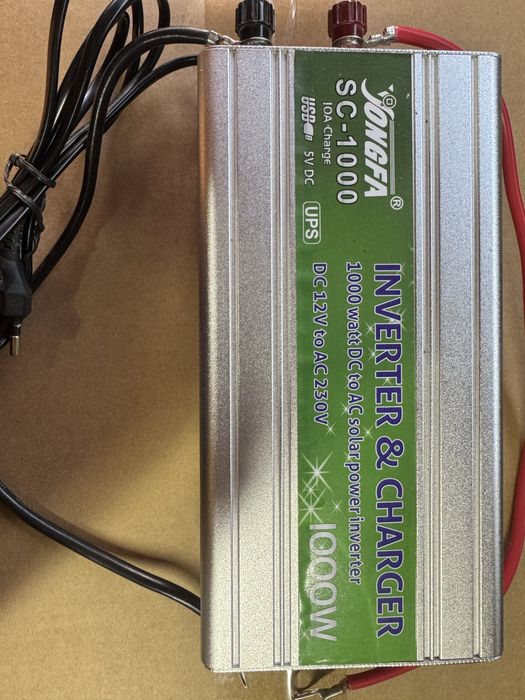 YONGFA®
SC-1000
10A Charge
USB 5V DC
UPS
INVERTER & CHARGER
1000 watt DC to AC solar power inverter
DC 12V to AC 230V
1000W